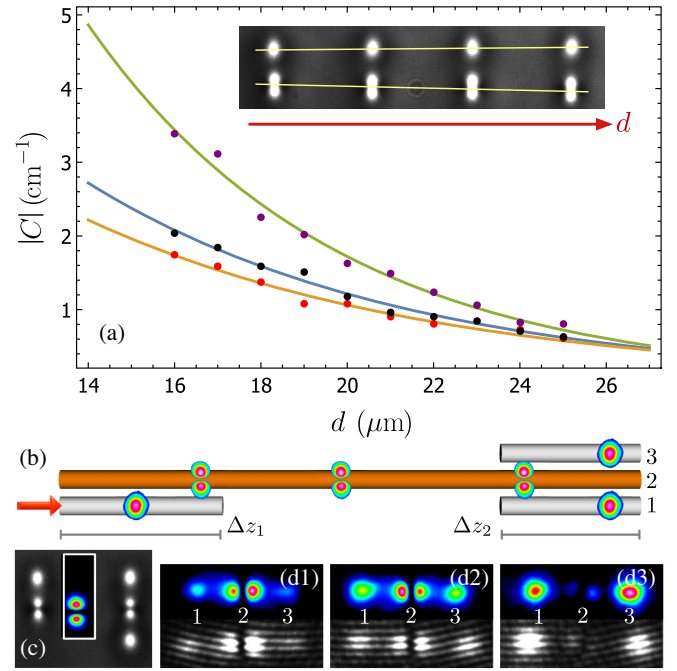 5
4
3
2
1
|C| (cm⁻¹)
d
(a)
14 16 18 20 22 24 26
d (μm)
(b)
3
2
1
Δz₁ Δz₂
(c)
(d1) (d2) (d3)
1 2 3 1 2 3 1 2 3